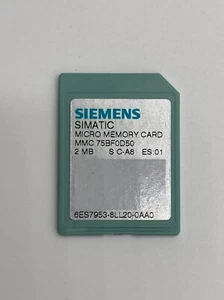 SIEMENS
SIMATIC
MICRO MEMORY CARD
MMC 75BF0D50
2 MB S C-A6 ES:01
6ES7953-8LL20-0AA0